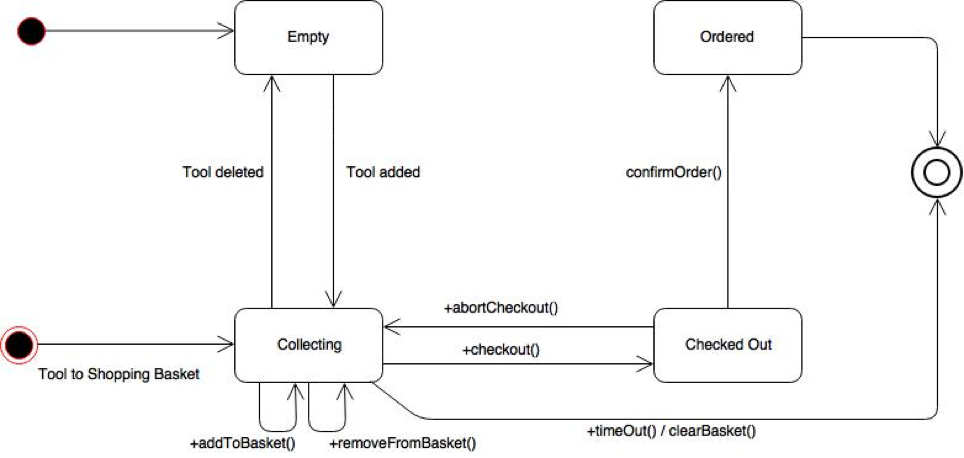 Empty
Ordered
Tool deleted
Tool added
confirmOrder()
+abortCheckout()
Collecting
+checkout()
Checked Out
Tool to Shopping Basket
+addToBasket()
+removeFromBasket()
+timeOut() / clearBasket()